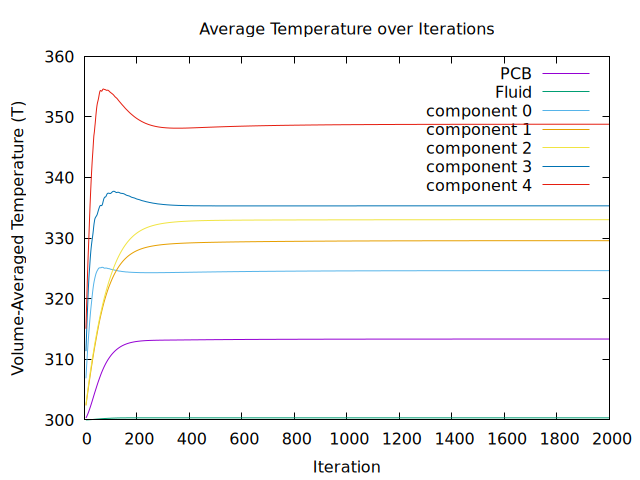 Average Temperature over Iterations
360
350
340
330
320
310
300
0 200 400 600 800 1000 1200 1400 1600 1800 2000
Volume-Averaged Temperature (T)
Iteration
PCB
Fluid
component 0
component 1
component 2
component 3
component 4